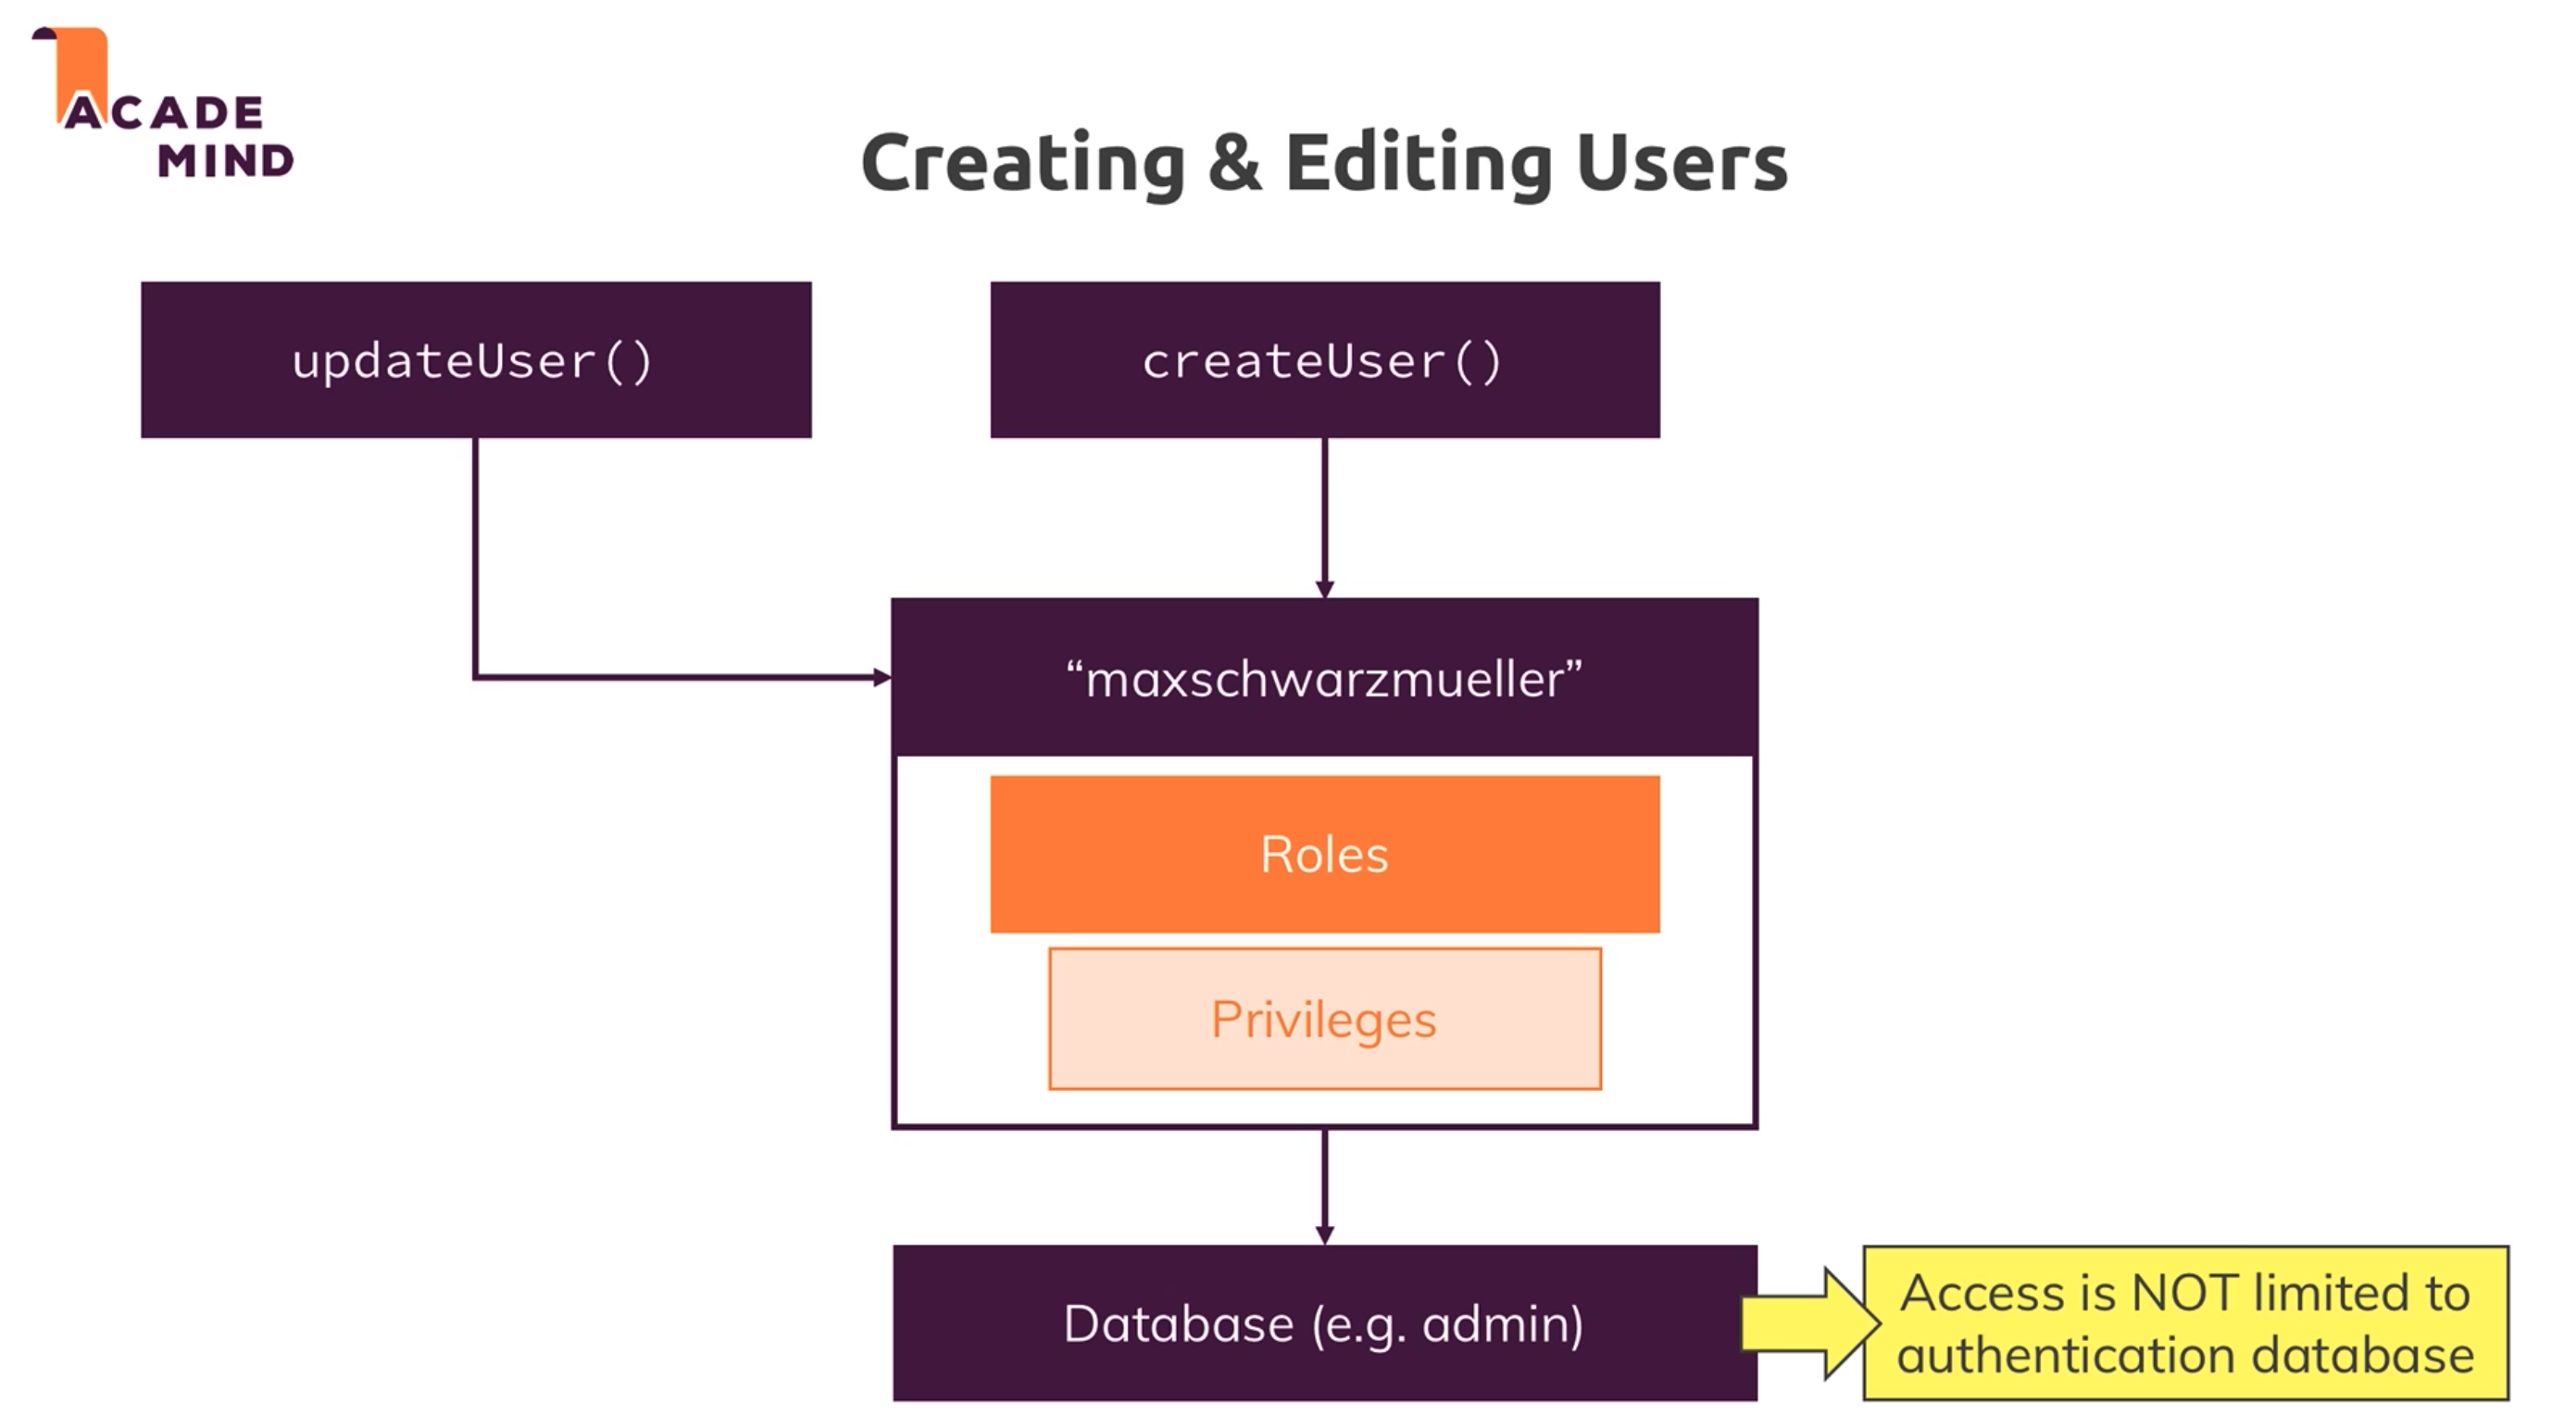 ACADE
MIND
Creating & Editing Users
updateUser()
createUser()
“maxschwarzmueller”
Roles
Privileges
Database (e.g. admin)
Access is NOT limited to
authentication database